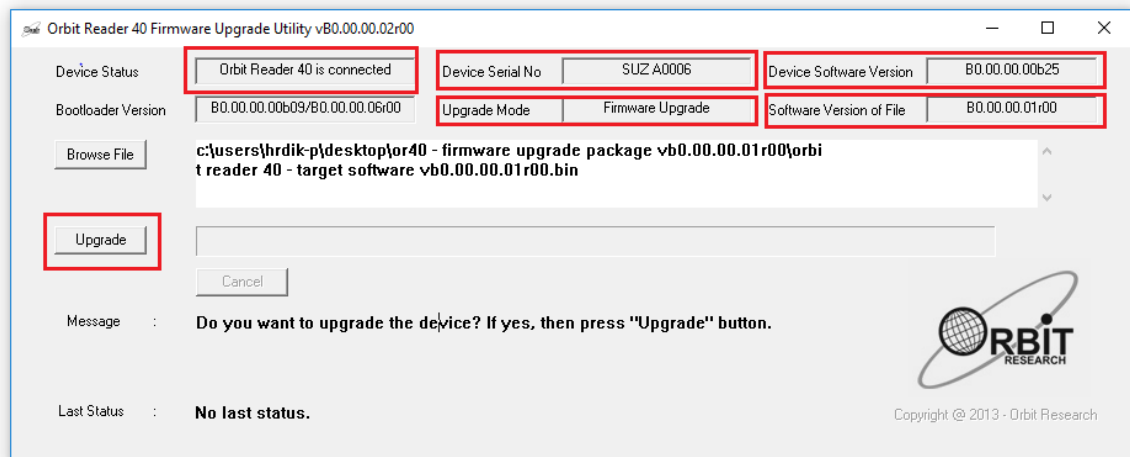 Orbit Reader 40 Firmware Upgrade Utility vB0.00.00.02r00
Device Status Orbit Reader 40 is connected Device Serial No SUZ A0006 Device Software Version B0.00.00.00b25
Bootloader Version B0.00.00.00b09/B0.00.00.06r00 Upgrade Mode Firmware Upgrade Software Version of File B0.00.00.01r00
Browse File c:\users\hrdik-p\desktop\or40 - firmware upgrade package vb0.00.00.01r00\orbi
t reader 40 - target software vb0.00.00.01r00.bin
Upgrade
Cancel
Message : Do you want to upgrade the device? If yes, then press "Upgrade" button.
ORBIT
RESEARCH
Last Status : No last status.
Copyright @ 2013 - Orbit Research